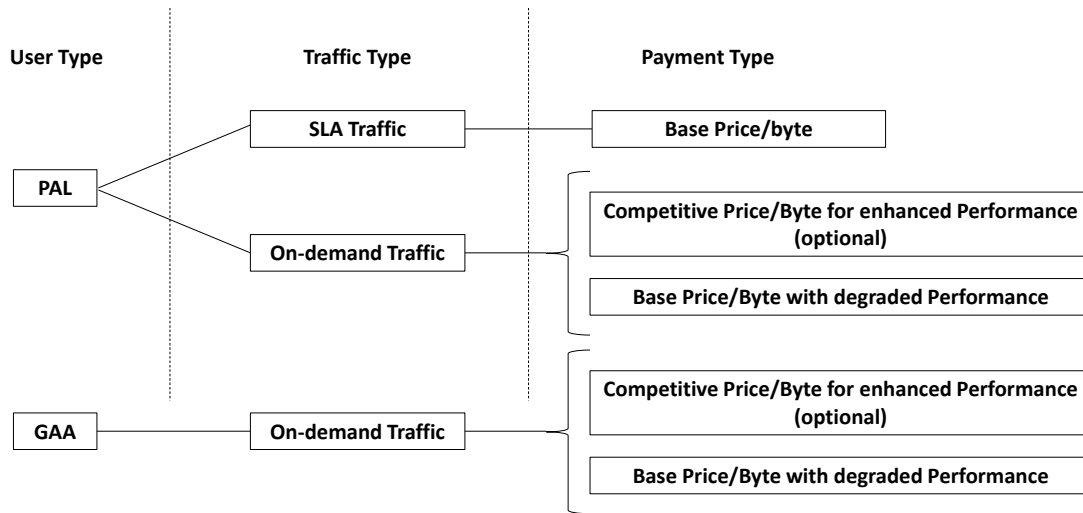 User Type
Traffic Type
Payment Type
SLA Traffic
Base Price/byte
PAL
Competitive Price/Byte for enhanced Performance
(optional)
On-demand Traffic
Base Price/Byte with degraded Performance
Competitive Price/Byte for enhanced Performance
(optional)
GAA
On-demand Traffic
Base Price/Byte with degraded Performance